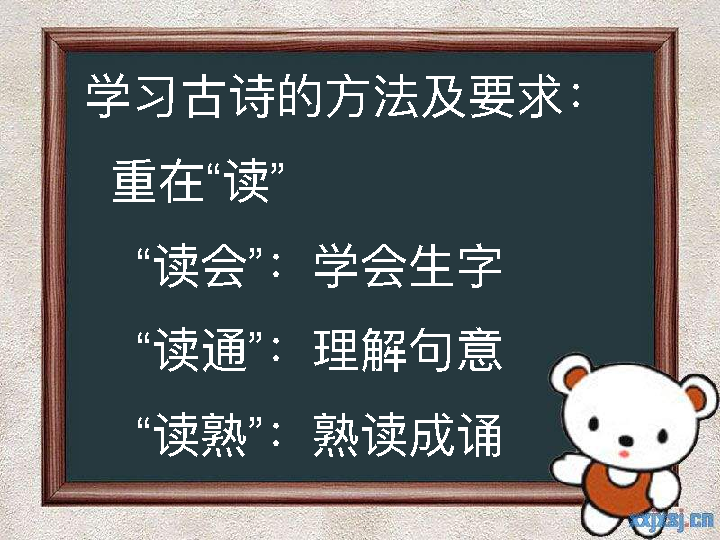 学习古诗的方法及要求：
重在“读”
“读会”：学会生字
“读通”：理解句意
“读熟”：熟读成诵
xxjxsj.cn